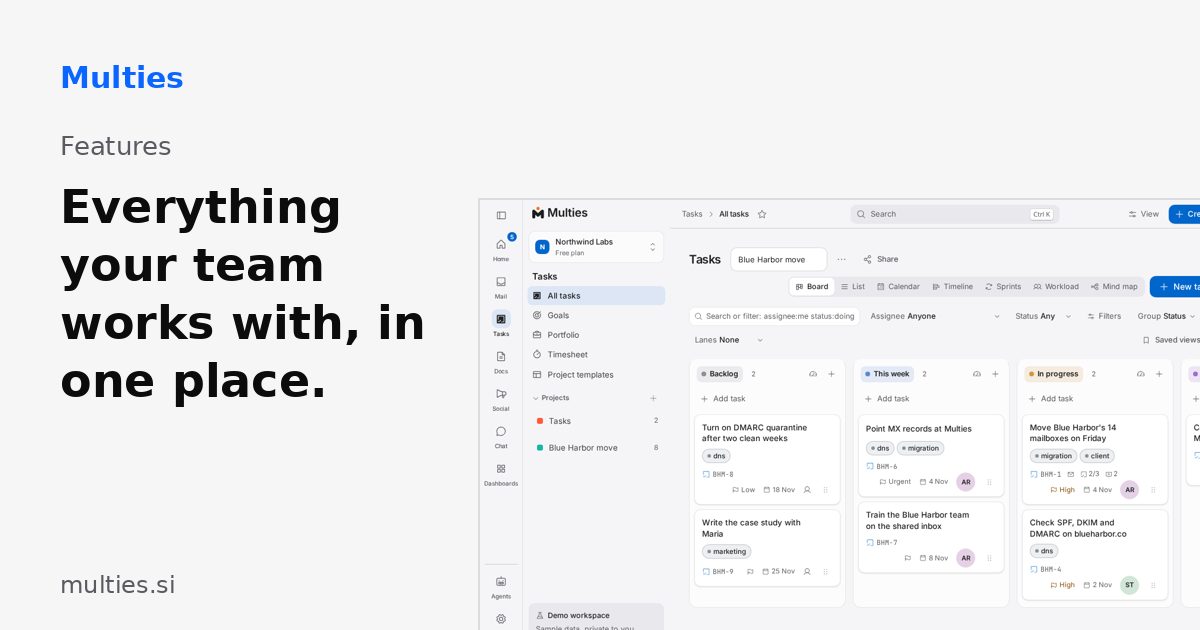 Multies
Features
Everything
your team
works with, in
one place.
multies.si
Multies
N
Northwind Labs
Free plan
Tasks
All tasks
Goals
Portfolio
Timesheet
Project templates
Projects
Tasks 2
Blue Harbor move 8
Demo workspace
5
Home
Mail
Tasks
Docs
Social
Chat
Dashboards
Agents
Tasks > All tasks
Search Ctrl K
View
Tasks Blue Harbor move ··· Share
Board List Calendar Timeline Sprints Workload Mind map
Search or filter: assignee:me status:doing
Assignee Anyone Status Any Filters Group Status
Lanes None Saved views
Backlog 2
+ Add task
Turn on DMARC quarantine
after two clean weeks
dns
BHM-8
Low 18 Nov
Write the case study with
Maria
marketing
BHM-9 25 Nov
This week 2
+ Add task
Point MX records at Multies
dns migration
BHM-6
Urgent 4 Nov AR
Train the Blue Harbor team
on the shared inbox
BHM-7
8 Nov AR
In progress 2
+ Add task
Move Blue Harbor's 14
mailboxes on Friday
migration client
BHM-1 2/3 2
High 4 Nov AR
Check SPF, DKIM and
DMARC on blueharbor.co
dns
BHM-4
High 2 Nov ST